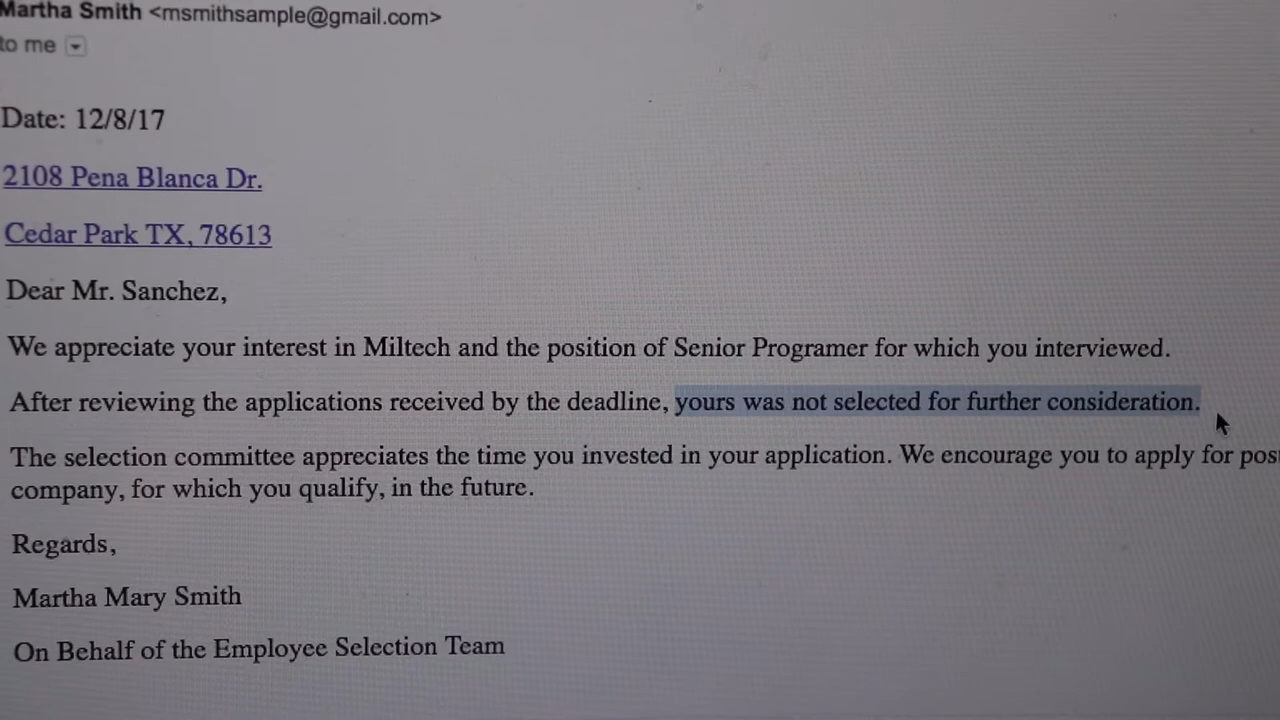 Martha Smith <msmithsample@gmail.com>
to me
Date: 12/8/17
2108 Pena Blanca Dr.
Cedar Park TX, 78613
Dear Mr. Sanchez,
We appreciate your interest in Miltech and the position of Senior Programer for which you interviewed.
After reviewing the applications received by the deadline, yours was not selected for further consideration.
The selection committee appreciates the time you invested in your application. We encourage you to apply for
company, for which you qualify, in the future.
Regards,
Martha Mary Smith
On Behalf of the Employee Selection Team